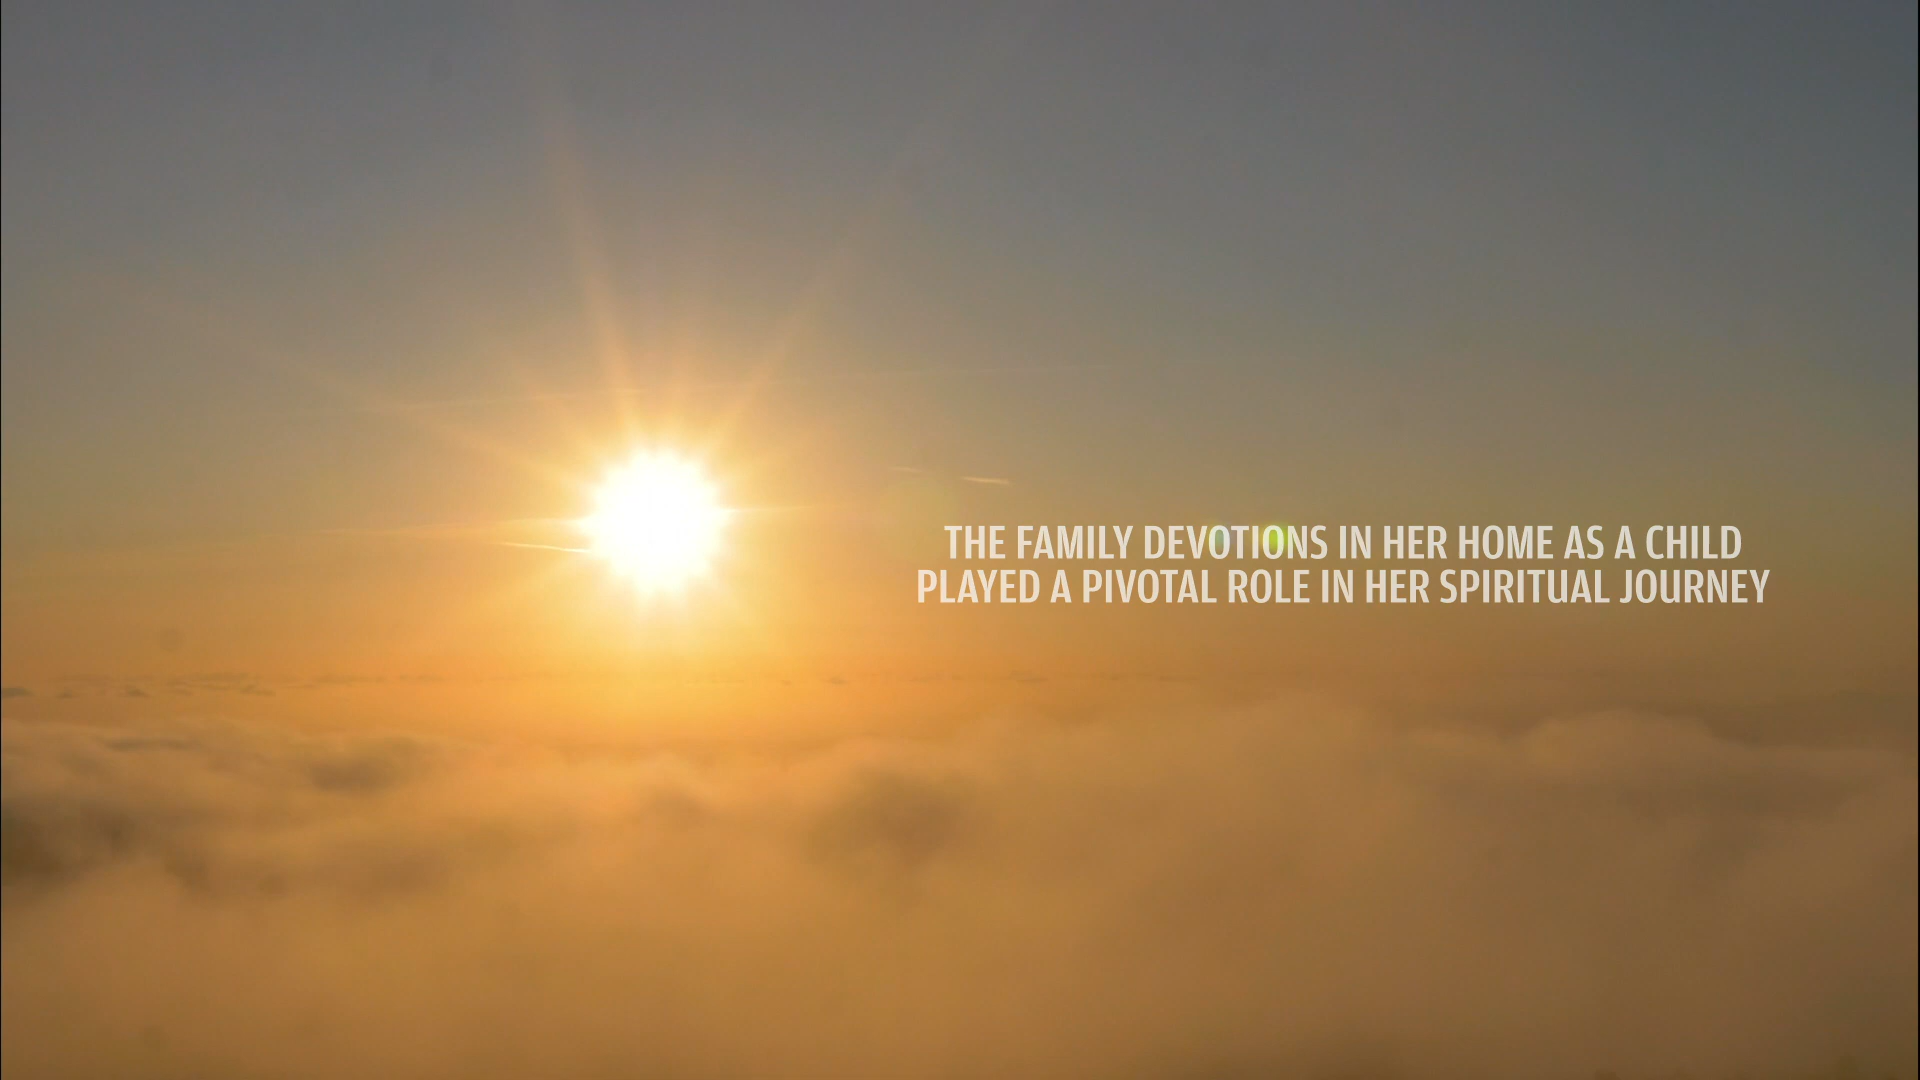 THE FAMILY DEVOTIONS IN HER HOME AS A CHILD
PLAYED A PIVOTAL ROLE IN HER SPIRITUAL JOURNEY